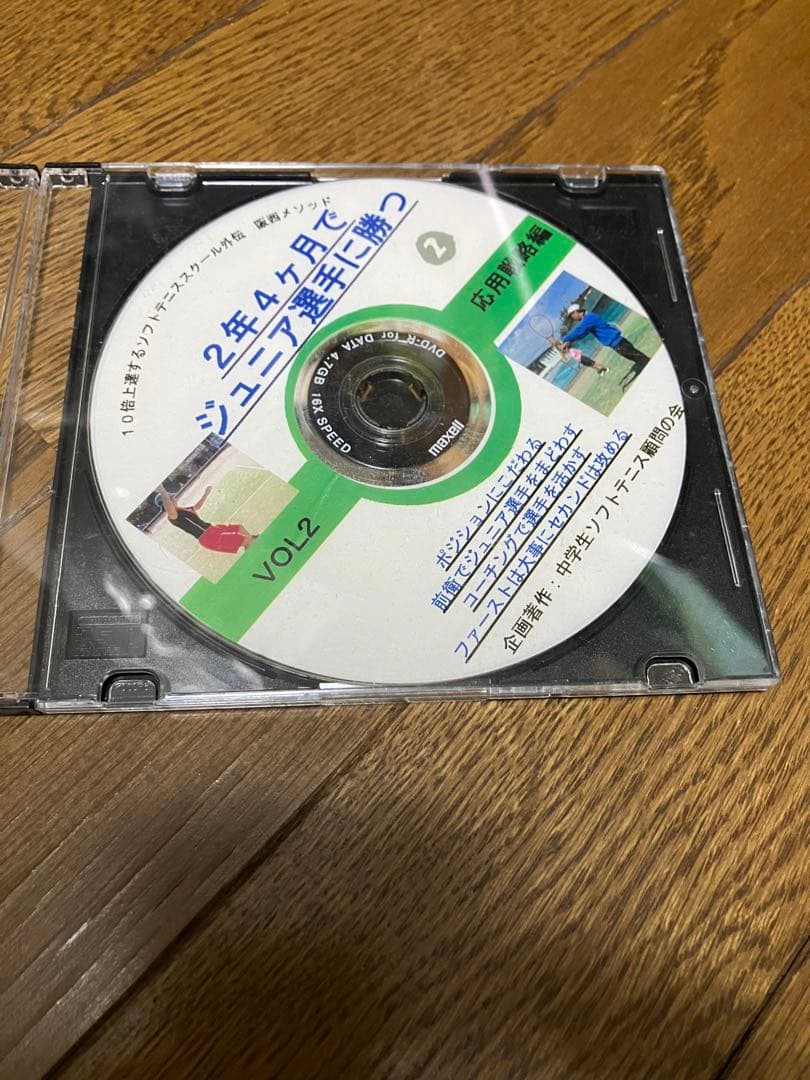 10倍上達するソフトテニススクール外伝 阪西メソッド
2年4ヶ月で
ジュニア選手に勝つ
2
応用戦略編
DVD-R for DATA 4.7GB 16X SPEED
maxell
VOL2
ポジションにこだわる
前衛でジュニア選手をまどわす
コーチングで選手を活かす
ファーストは大事にセカンドは攻める
企画著作:中学生ソフトテニス顧問の会